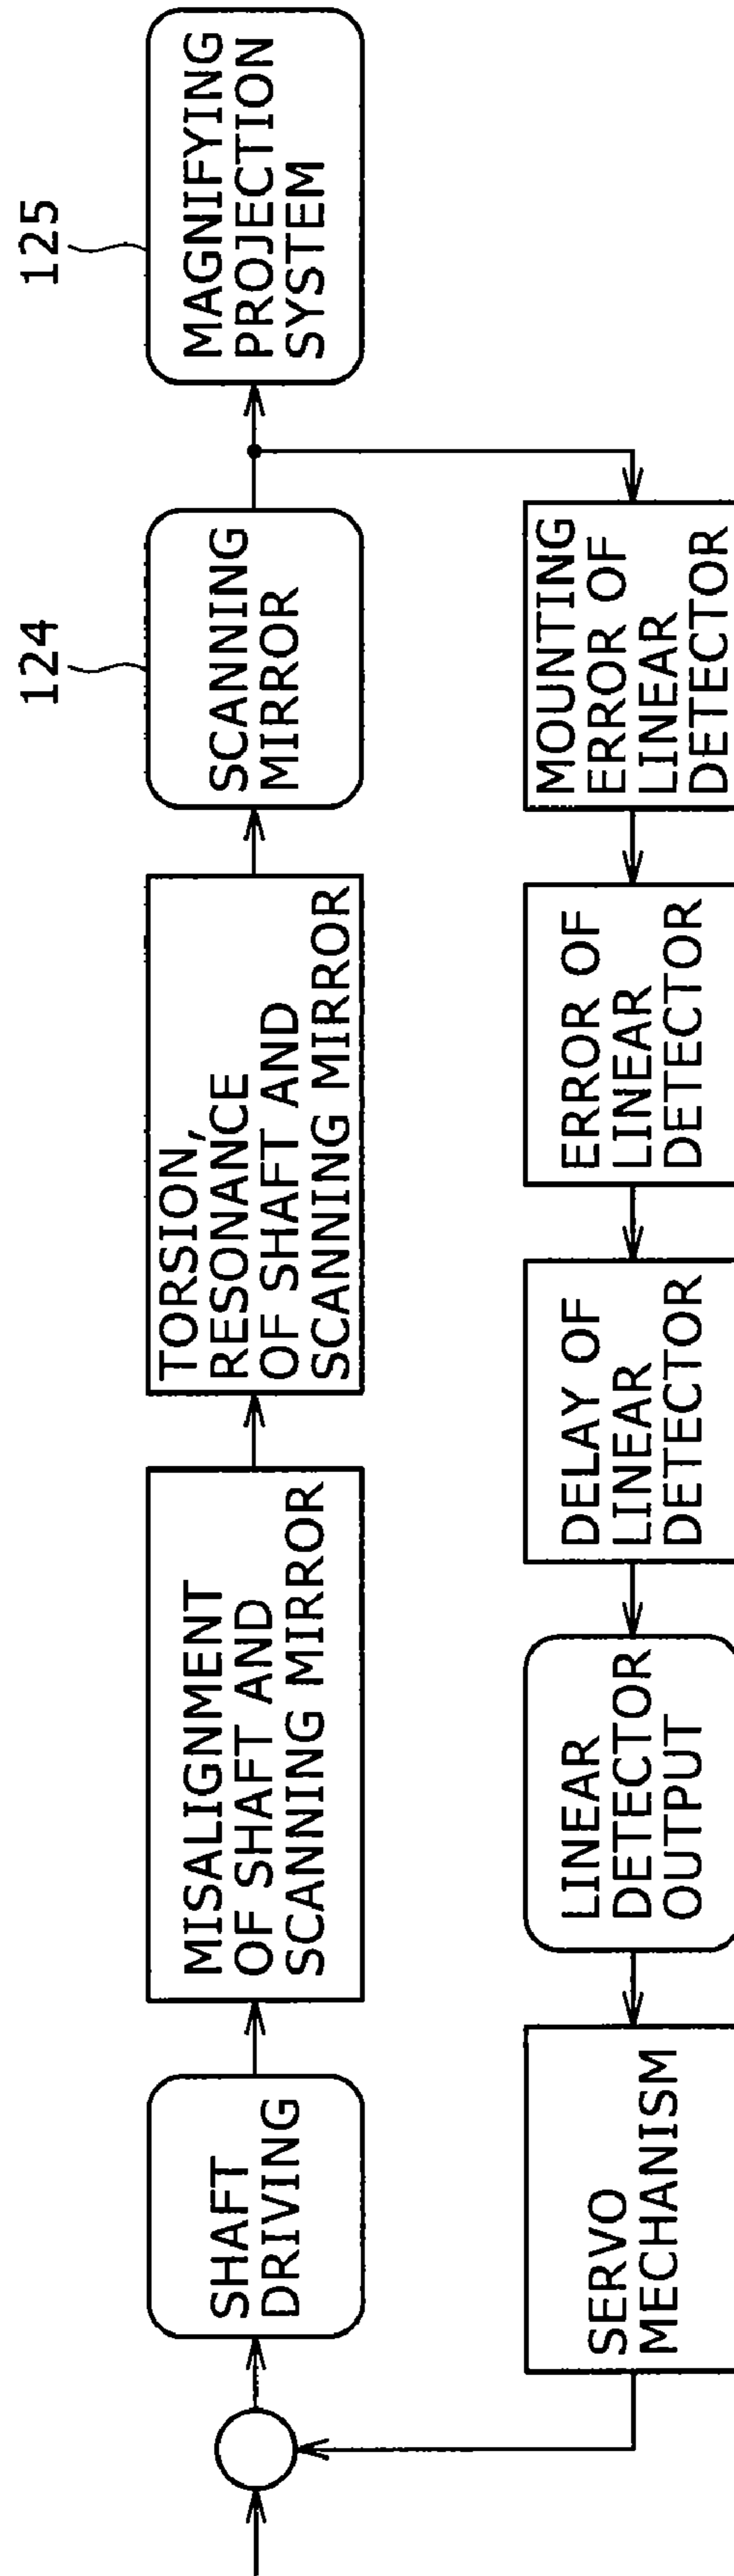 SHAFT
DRIVING
MISALIGNMENT
OF SHAFT AND
SCANNING MIRROR
TORSION,
RESONANCE
OF SHAFT AND
SCANNING MIRROR
124
SCANNING
MIRROR
125
MAGNIFYING
PROJECTION
SYSTEM
SERVO
MECHANISM
LINEAR
DETECTOR
OUTPUT
DELAY OF
LINEAR
DETECTOR
ERROR OF
LINEAR
DETECTOR
MOUNTING
ERROR OF
LINEAR
DETECTOR